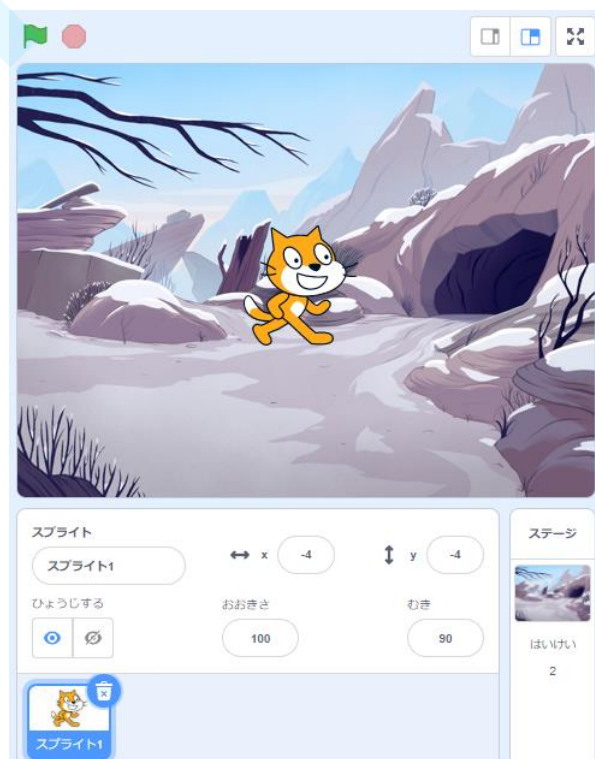 スプライト
スプライト1
x -4
y -4
ひょうじする
おおきさ
100
むき
90
スプライト1
ステージ
はいけい
2